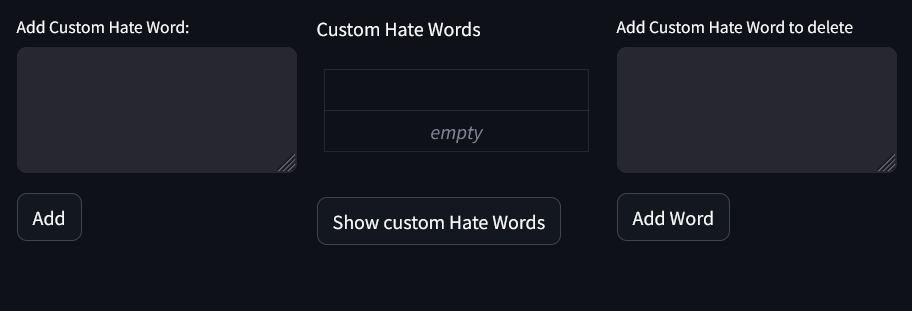 Add Custom Hate Word:
Add
Custom Hate Words
empty
Show custom Hate Words
Add Custom Hate Word to delete
Add Word